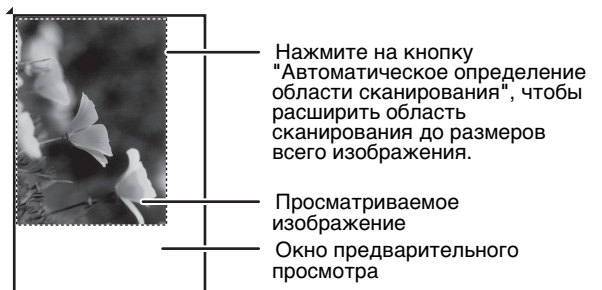 Нажмите на кнопку
"Автоматическое определение
области сканирования", чтобы
расширить область
сканирования до размеров
всего изображения.
Просматриваемое
изображение
Окно предварительного
просмотра